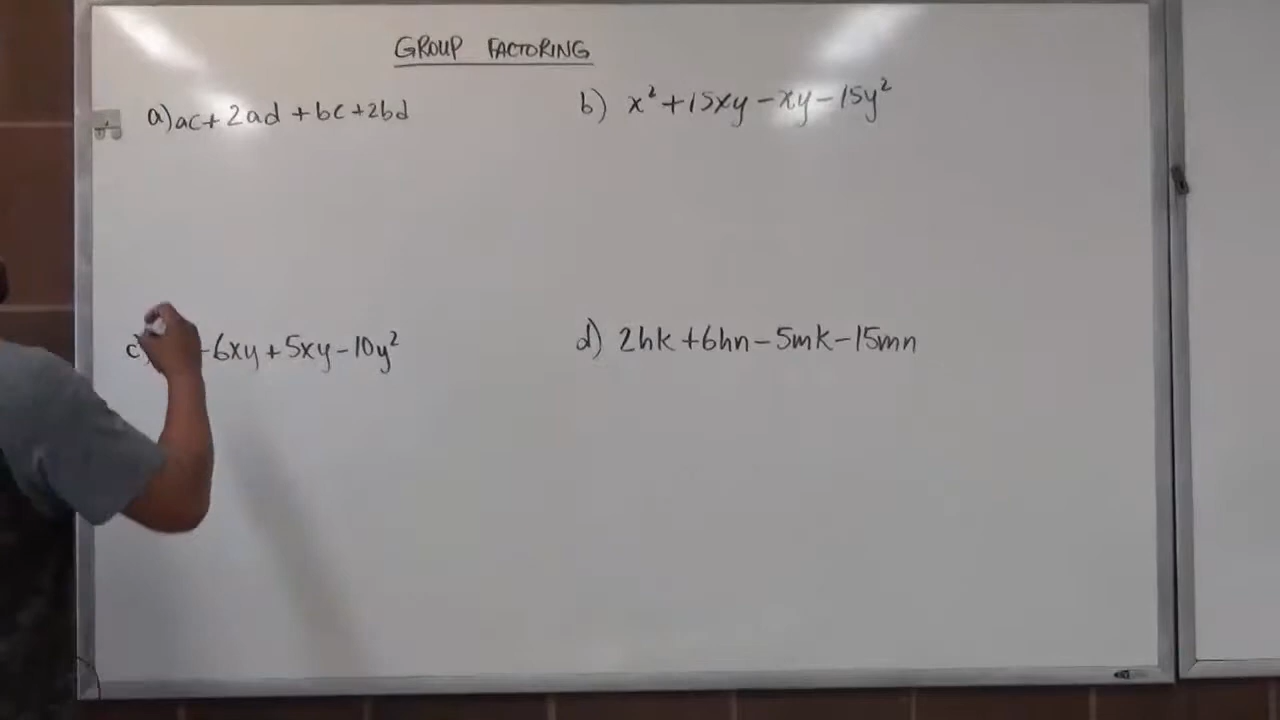 GROUP FACTORING
a) ac + 2ad + bc + 2bd
b) x² + 15xy - xy - 15y²
c) - 6xy + 5xy - 10y²
d) 2hk + 6hn - 5mk - 15mn